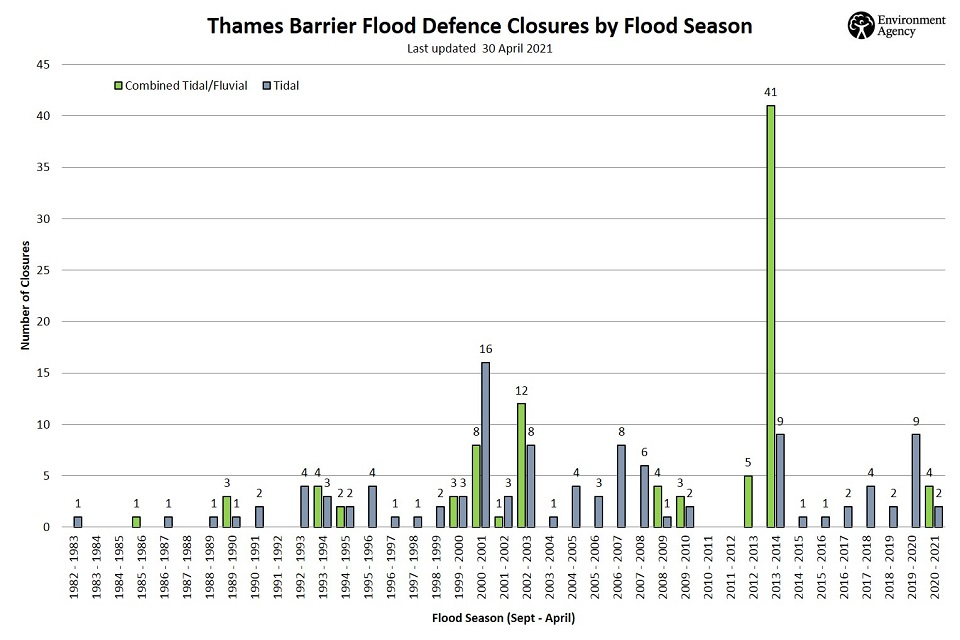 Thames Barrier Flood Defence Closures by Flood Season
Last updated 30 April 2021
Environment
Agency
Combined Tidal/Fluvial
Tidal
Number of Closures
45
40
35
30
25
20
15
10
5
0
1
1
1
1
3
1
2
4
4
3
2
2
4
1
1
2
3
3
8
16
1
3
12
8
1
4
3
8
6
4
1
3
2
5
41
9
1
1
2
4
2
9
4
2
1982 - 1983
1983 - 1984
1984 - 1985
1985 - 1986
1986 - 1987
1987 - 1988
1988 - 1989
1989 - 1990
1990 - 1991
1991 - 1992
1992 - 1993
1993 - 1994
1994 - 1995
1995 - 1996
1996 - 1997
1997 - 1998
1998 - 1999
1999 - 2000
2000 - 2001
2001 - 2002
2002 - 2003
2003 - 2004
2004 - 2005
2005 - 2006
2006 - 2007
2007 - 2008
2008 - 2009
2009 - 2010
2010 - 2011
2011 - 2012
2012 - 2013
2013 - 2014
2014 - 2015
2015 - 2016
2016 - 2017
2017 - 2018
2018 - 2019
2019 - 2020
2020 - 2021
Flood Season (Sept - April)